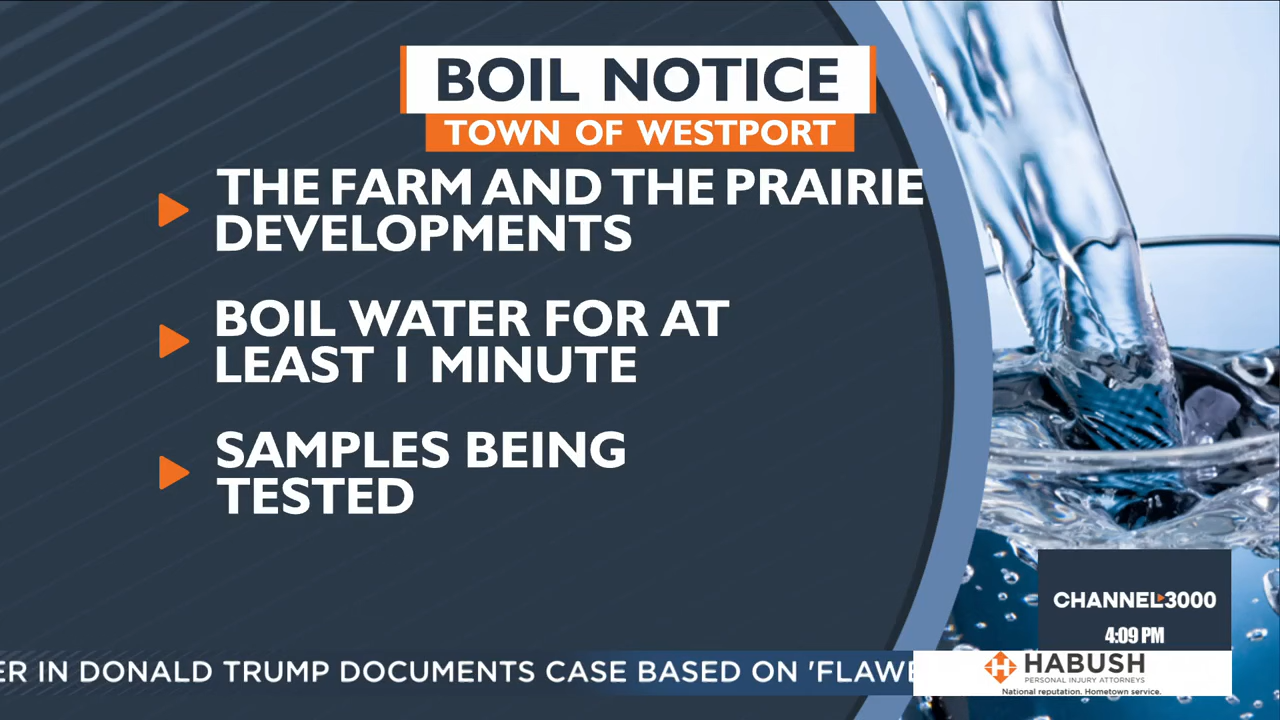 BOIL NOTICE
TOWN OF WESTPORT
THE FARM AND THE PRAIRIE
DEVELOPMENTS
BOIL WATER FOR AT
LEAST 1 MINUTE
SAMPLES BEING
TESTED
CHANNEL3000
4:09 PM
ER IN DONALD TRUMP DOCUMENTS CASE BASED ON 'FLAWE
HABUSH
PERSONAL INJURY ATTORNEYS
National reputation. Hometown service.